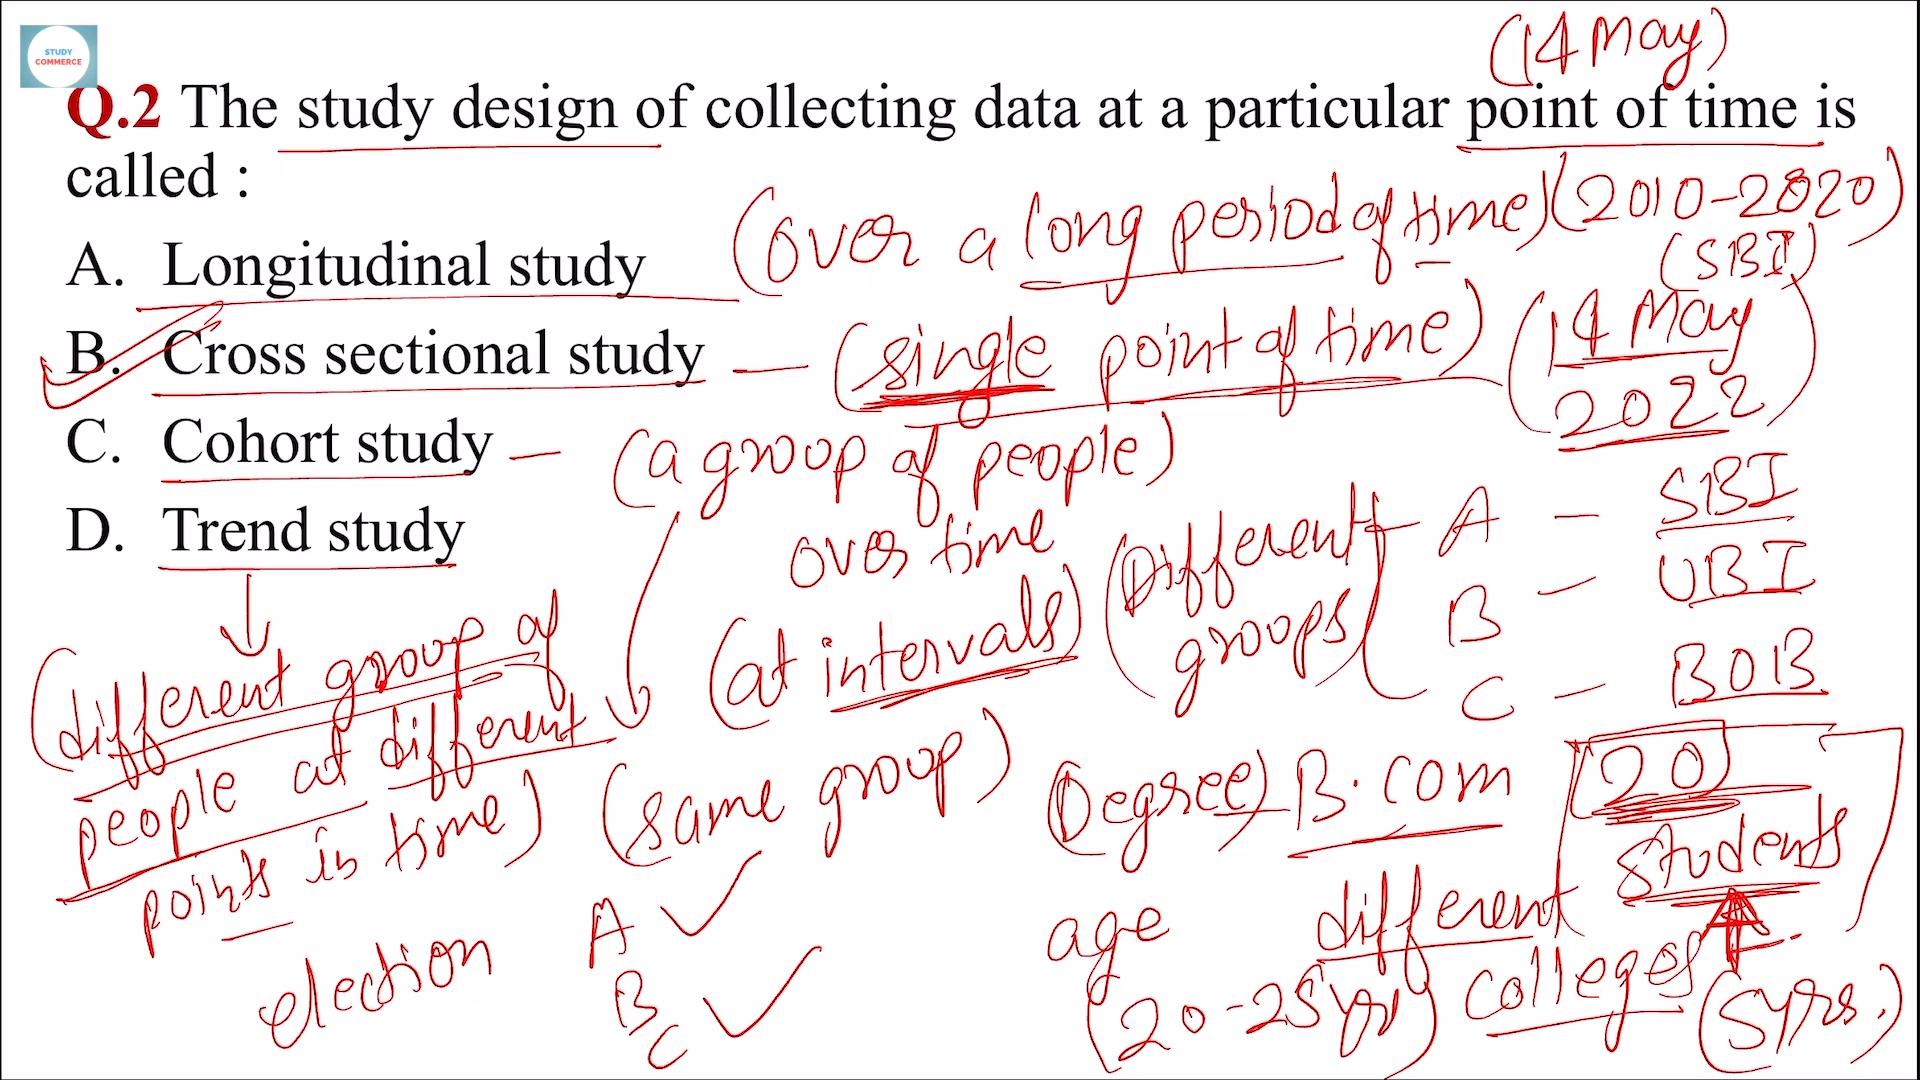 STUDY
COMMERCE
(14 May)
Q.2 The study design of collecting data at a particular point of time is
called :
A. Longitudinal study
(over a long period of time) (2010-2020)
(SBI)
B. Cross sectional study
— (single point of time)
(14 May
2022)
C. Cohort study
— (a group of people)
over time
(at intervals)
(same group)
A
B
C
(Different
groups)
A — SBI
B — UBI
C — BOB
D. Trend study
(different group of
people at different
points in time)
election
(Degree) B.com
20
students
age
(20-25 yrs)
different
colleges
(5yrs.)